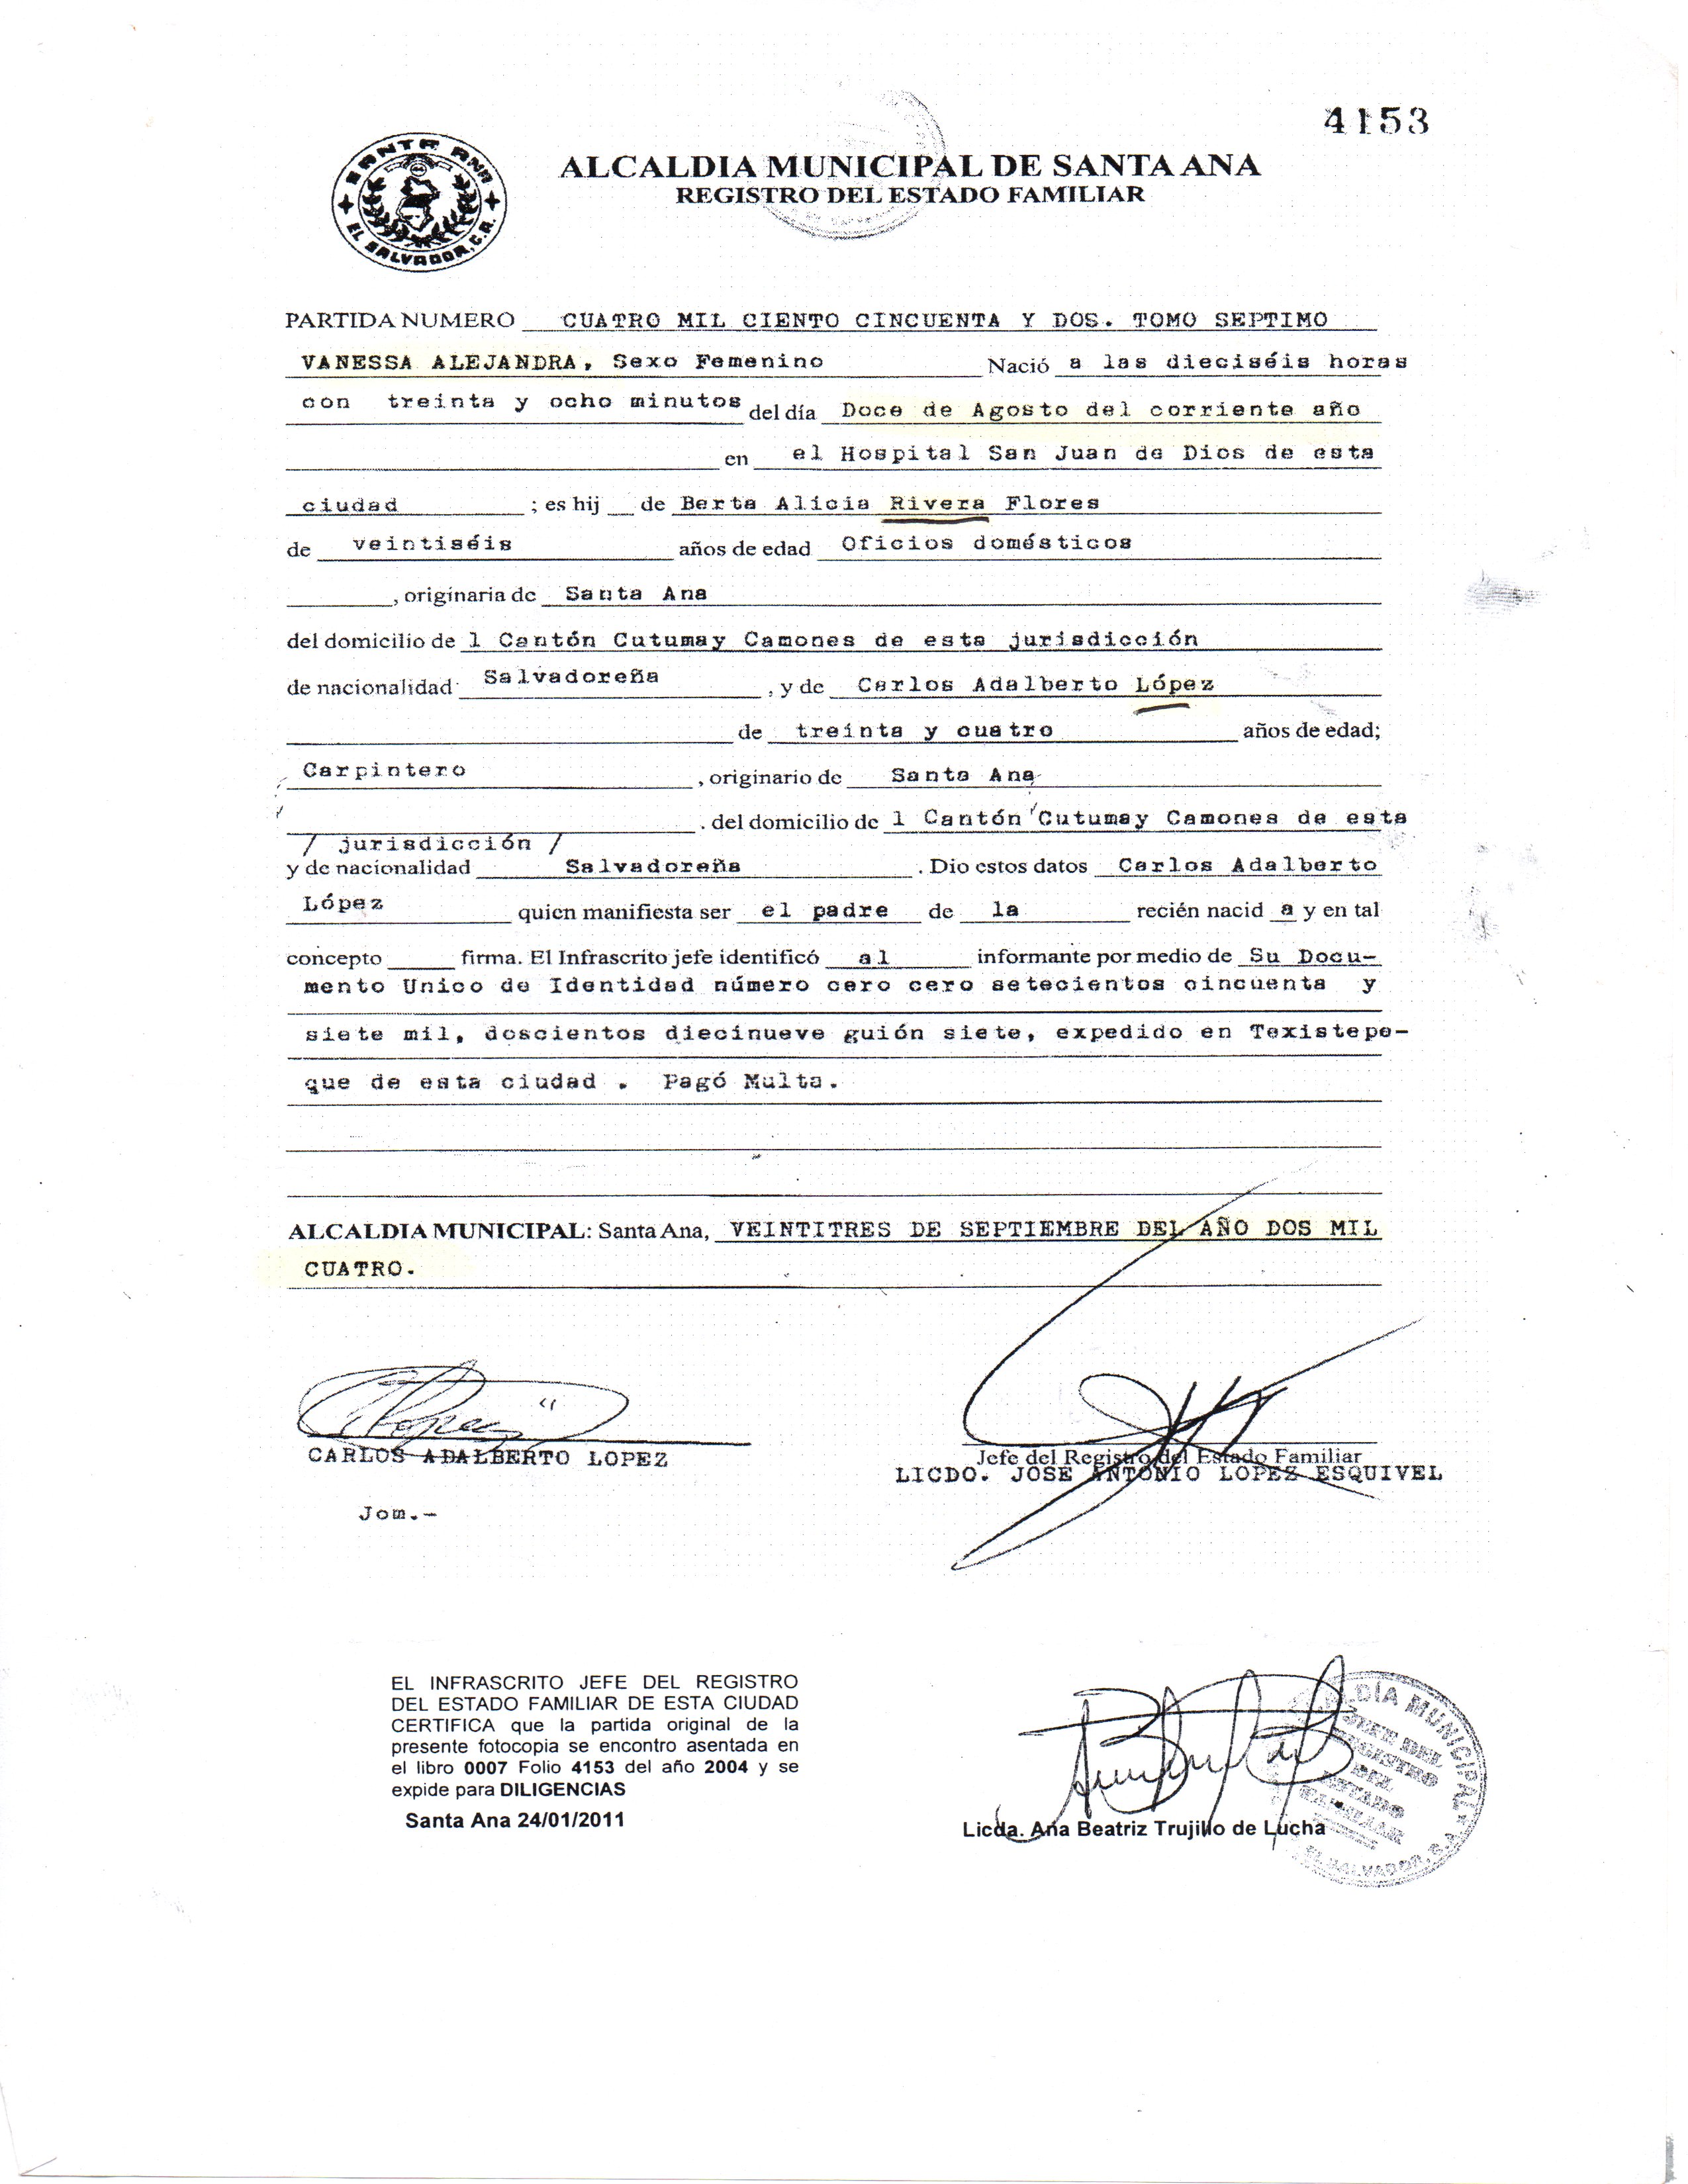 4153
SANTA ANA
EL SALVADOR, C.A.
ALCALDIA MUNICIPAL DE SANTA ANA
REGISTRO DEL ESTADO FAMILIAR
PARTIDA NUMERO CUATRO MIL CIENTO CINCUENTA Y DOS. TOMO SEPTIMO
VANESSA ALEJANDRA, Sexo Femenino Nació a las dieciséis horas
con treinta y ocho minutos del día Doce de Agosto del corriente año
en el Hospital San Juan de Dios de esta
ciudad ; es hij de Berta Alicia Rivera Flores
de veintiséis años de edad Oficios domésticos
, originaria de Santa Ana
del domicilio de l Cantón Cutumay Camones de esta jurisdicción
de nacionalidad Salvadoreña , y de Carlos Adalberto López
de treinta y cuatro años de edad;
Carpintero , originario de Santa Ana
. del domicilio de l Cantón Cutumay Camones de esta
/ jurisdicción /
y de nacionalidad Salvadoreña . Dio estos datos Carlos Adalberto
López quien manifiesta ser el padre de la recién nacid a y en tal
concepto firma. El Infrascrito jefe identificó al informante por medio de Su Docu-
mento Unico de Identidad número cero cero setecientos cincuenta y
siete mil, doscientos diecinueve guión siete, expedido en Texistepe-
que de esta ciudad . Pagó Multa.
ALCALDIA MUNICIPAL: Santa Ana, VEINTITRES DE SEPTIEMBRE DEL AÑO DOS MIL
CUATRO.
CARLOS ADALBERTO LOPEZ
Jefe del Registro del Estado Familiar
LICDO. JOSE ANTONIO LOPEZ ESQUIVEL
Jom.-
EL INFRASCRITO JEFE DEL REGISTRO
DEL ESTADO FAMILIAR DE ESTA CIUDAD
CERTIFICA que la partida original de la
presente fotocopia se encontro asentada en
el libro 0007 Folio 4153 del año 2004 y se
expide para DILIGENCIAS
Santa Ana 24/01/2011
Licda. Ana Beatriz Trujillo de Lucha
ALCALDÍA MUNICIPAL
JEFE DEL
REGISTRO
DEL
ESTADO
FAMILIAR
EL SALVADOR,